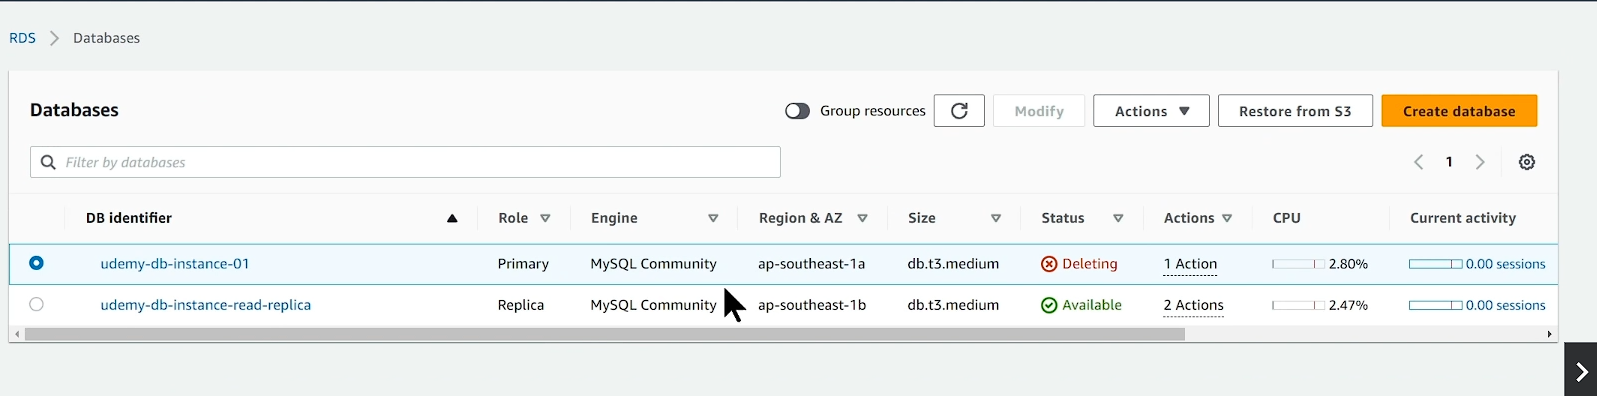 RDS > Databases
Databases
Group resources
Modify
Actions
Restore from S3
Create database
Filter by databases
1
DB identifier Role Engine Region & AZ Size Status Actions CPU Current activity
udemy-db-instance-01 Primary MySQL Community ap-southeast-1a db.t3.medium Deleting 1 Action 2.80% 0.00 sessions
udemy-db-instance-read-replica Replica MySQL Community ap-southeast-1b db.t3.medium Available 2 Actions 2.47% 0.00 sessions